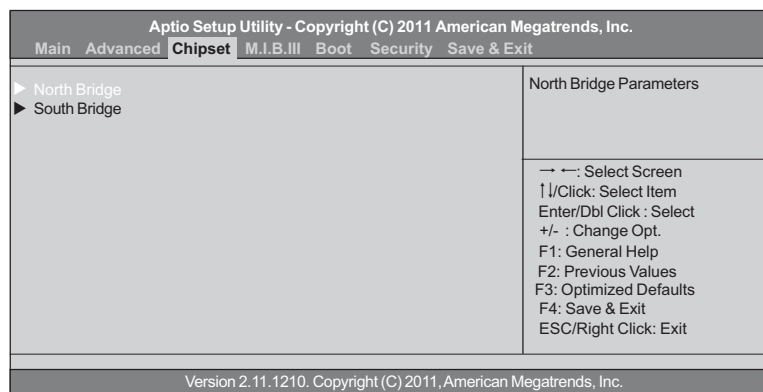 Aptio Setup Utility - Copyright (C) 2011 American Megatrends, Inc.
Main Advanced Chipset M.I.B.III Boot Security Save & Exit
▶ North Bridge
▶ South Bridge
North Bridge Parameters
→ ←: Select Screen
↑↓/Click: Select Item
Enter/Dbl Click : Select
+/- : Change Opt.
F1: General Help
F2: Previous Values
F3: Optimized Defaults
F4: Save & Exit
ESC/Right Click: Exit
Version 2.11.1210. Copyright (C) 2011, American Megatrends, Inc.